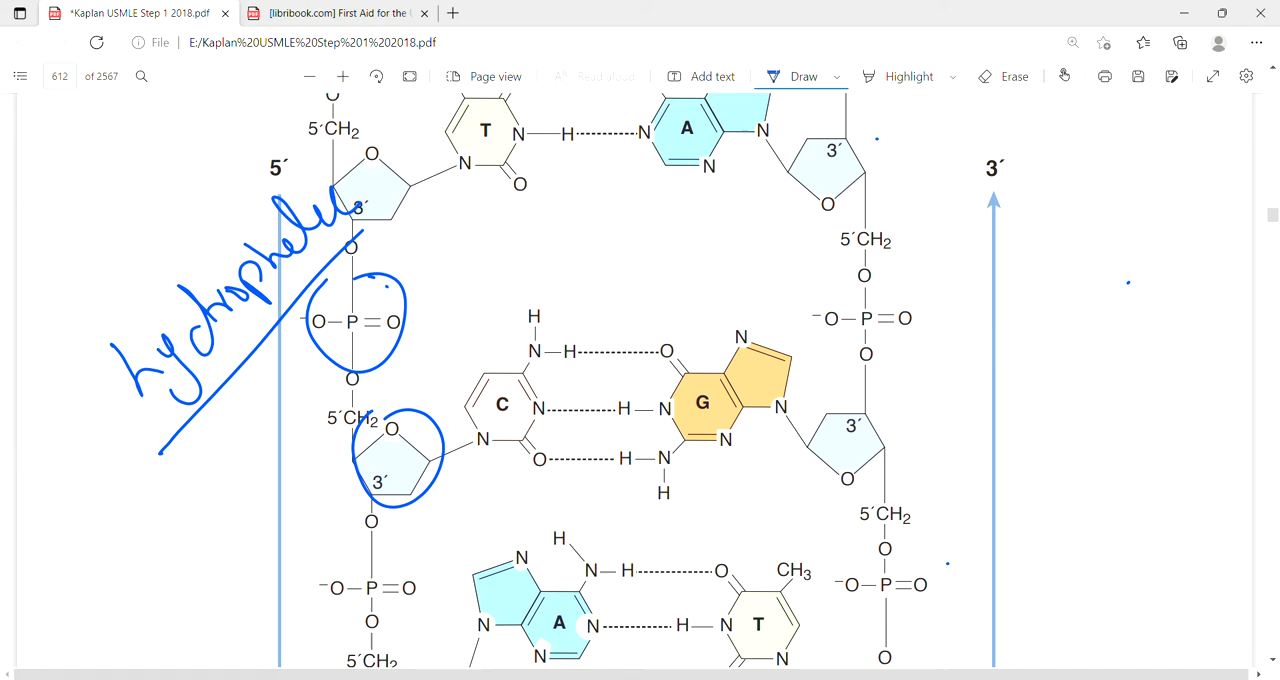 *Kaplan USMLE Step 1 2018.pdf
[libribook.com] First Aid for the
File E:/Kaplan%20USMLE%20Step%201%202018.pdf
612 of 2567 Page view Read aloud Add text Draw Highlight Erase
O
5´CH2 T N H N A N 3´
5´ O N O N O 3´
3´
O 5´CH2
O
⁻O P O ⁻O P O
H N
O N H O O
5´CH2 C N H N G N 3´
O N O H N O
3´ H
O 5´CH2
H N O
N H O CH3
⁻O P O ⁻O P O
O N A N H N T
5´CH2 N N O